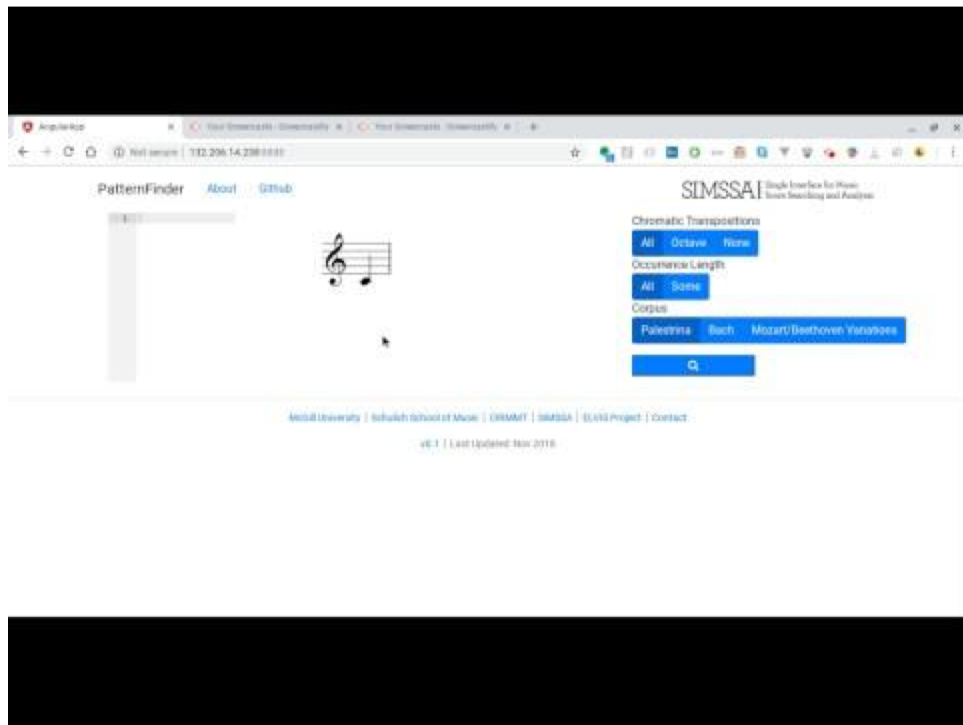 AngularApp
Not secure | 132.206.14.238
PatternFinder About Github
SIMSSA Single Interface for Music Score Searching and Analysis
1
Chromatic Transpositions
All Octave None
Occurrence Length
All Some
Corpus
Palestrina Bach Mozart/Beethoven Variations
McGill University | Schulich School of Music | CIRMMT | SIMSSA | ELVIS Project | Contact
v0.1 | Last Updated: Nov 2018